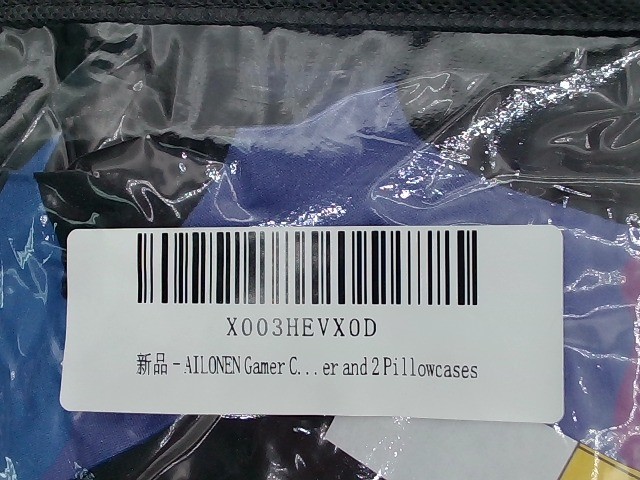 X003HEVX0D
新品 - AILONEN Gamer C... er and 2 Pillowcases